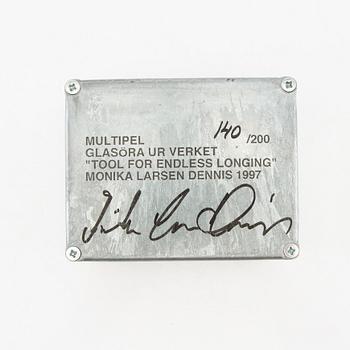 MULTIPEL 140 /200
GLASÖRA UR VERKET
"TOOL FOR ENDLESS LONGING"
MONIKA LARSEN DENNIS 1997